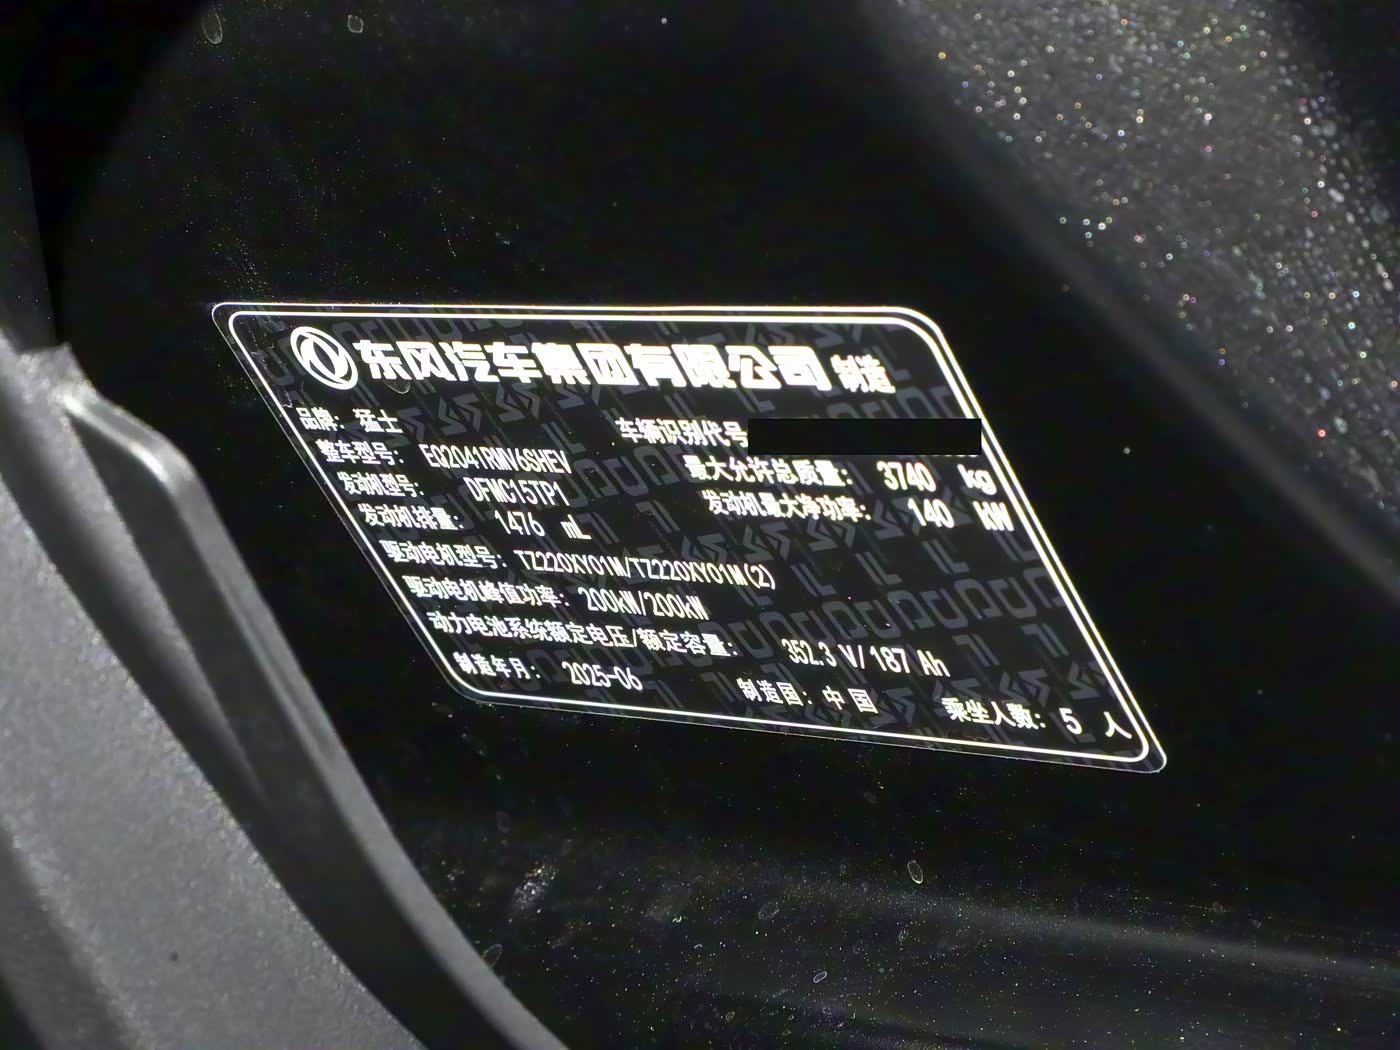 东风汽车集团有限公司 制造
品牌: 猛士 车辆识别代号
整车型号: EQ2041RMV6SHEV 最大允许总质量: 3740 kg
发动机型号: DFMC15TP1 发动机最大净功率: 140 kW
发动机排量: 1476 mL
驱动电机型号: TZ220XY01M/TZ220XY01M(2)
驱动电机峰值功率: 200kW/200kW
动力电池系统额定电压/额定容量: 352.3 V/187 Ah
制造年月: 2025-06 制造国: 中国 乘坐人数: 5 人